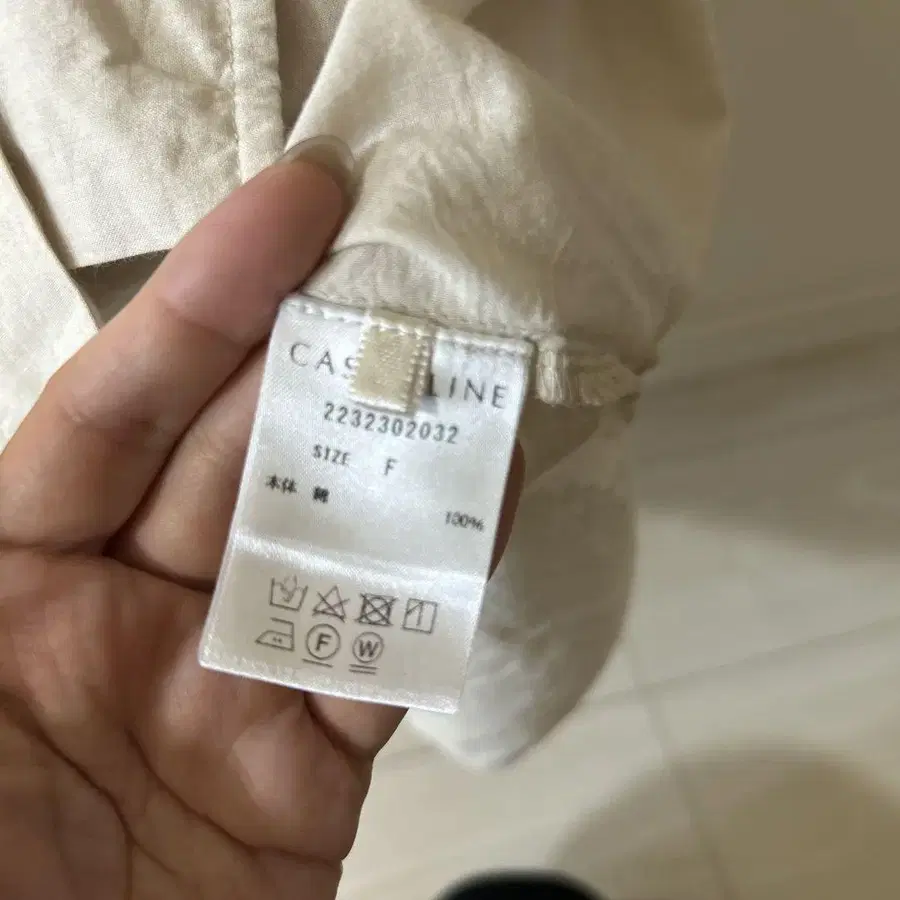 CAS LINE
2232302032
SIZE F
本体 綿
100%
F W